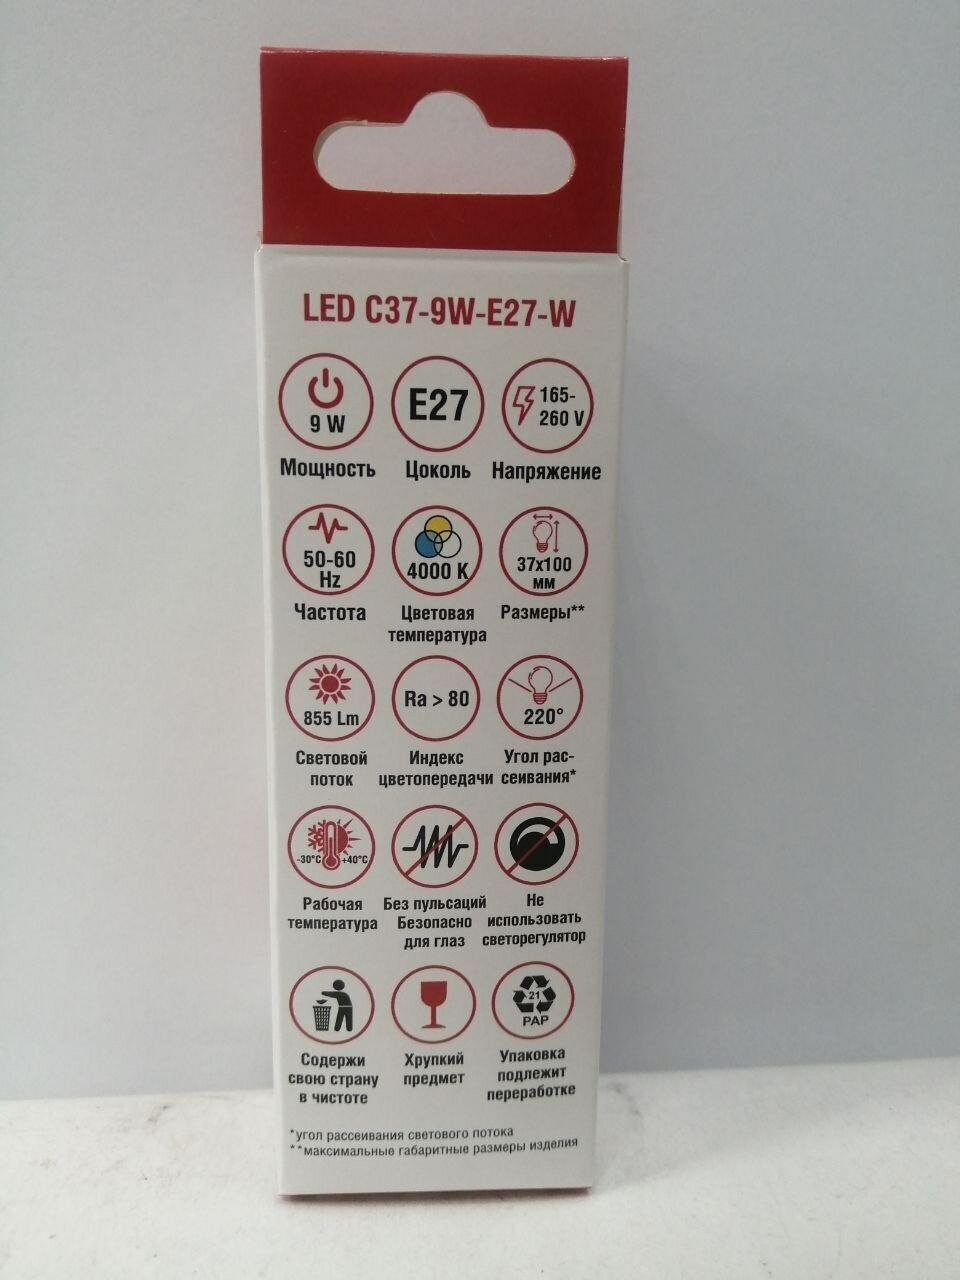 LED C37-9W-E27-W
9 W
E27
165-
260 V
Мощность
Цоколь
Напряжение
50-60
Hz
4000 K
37x100
мм
Частота
Цветовая
температура
Размеры**
855 Lm
Ra > 80
220°
Световой
поток
Индекс
цветопередачи
Угол рас-
сеивания*
-30°C
+40°C
Рабочая
температура
Без пульсаций
Безопасно
для глаз
Не
использовать
светорегулятор
21
PAP
Содержи
свою страну
в чистоте
Хрупкий
предмет
Упаковка
подлежит
переработке
*угол рассеивания светового потока
**максимальные габаритные размеры изделия